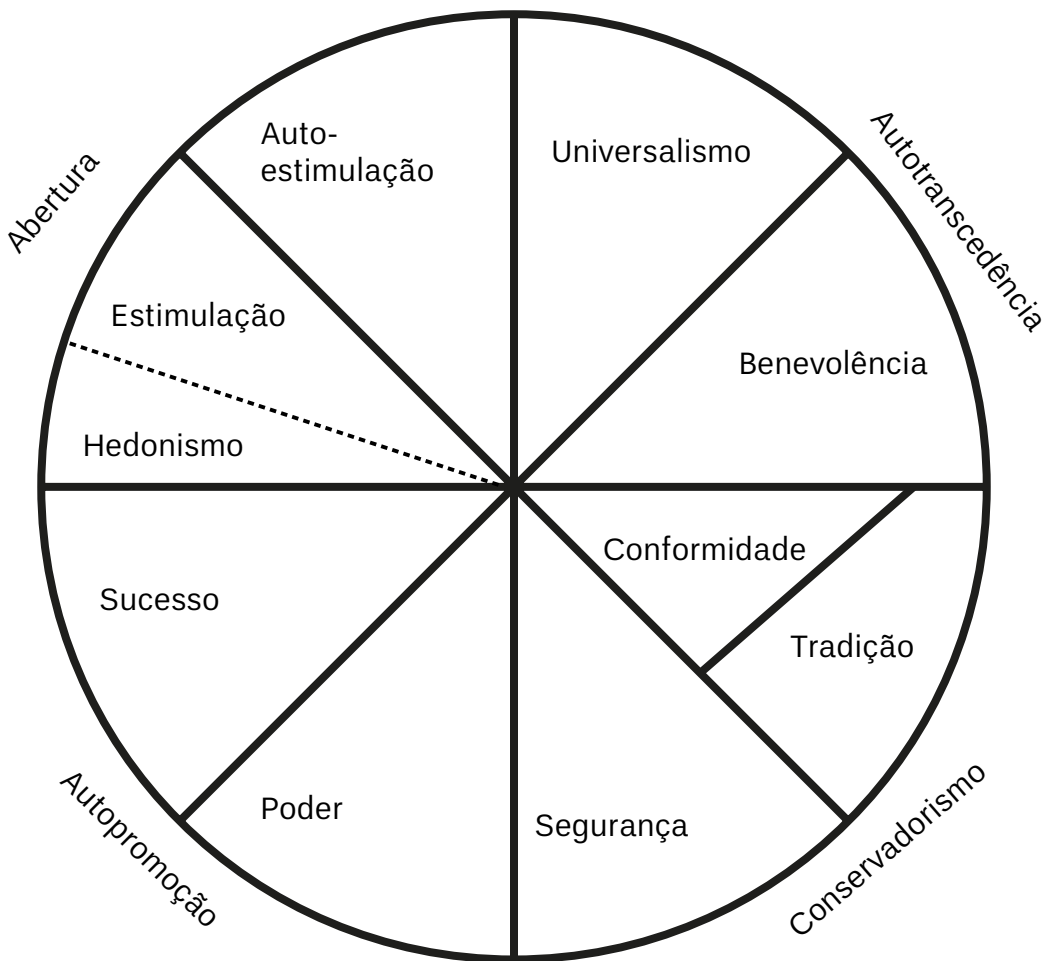 Auto-
estimulação
Universalismo
Autotranscedência
Abertura
Estimulação
Benevolência
Hedonismo
Conformidade
Sucesso
Tradição
Autopromoção
Poder
Segurança
Conservadorismo